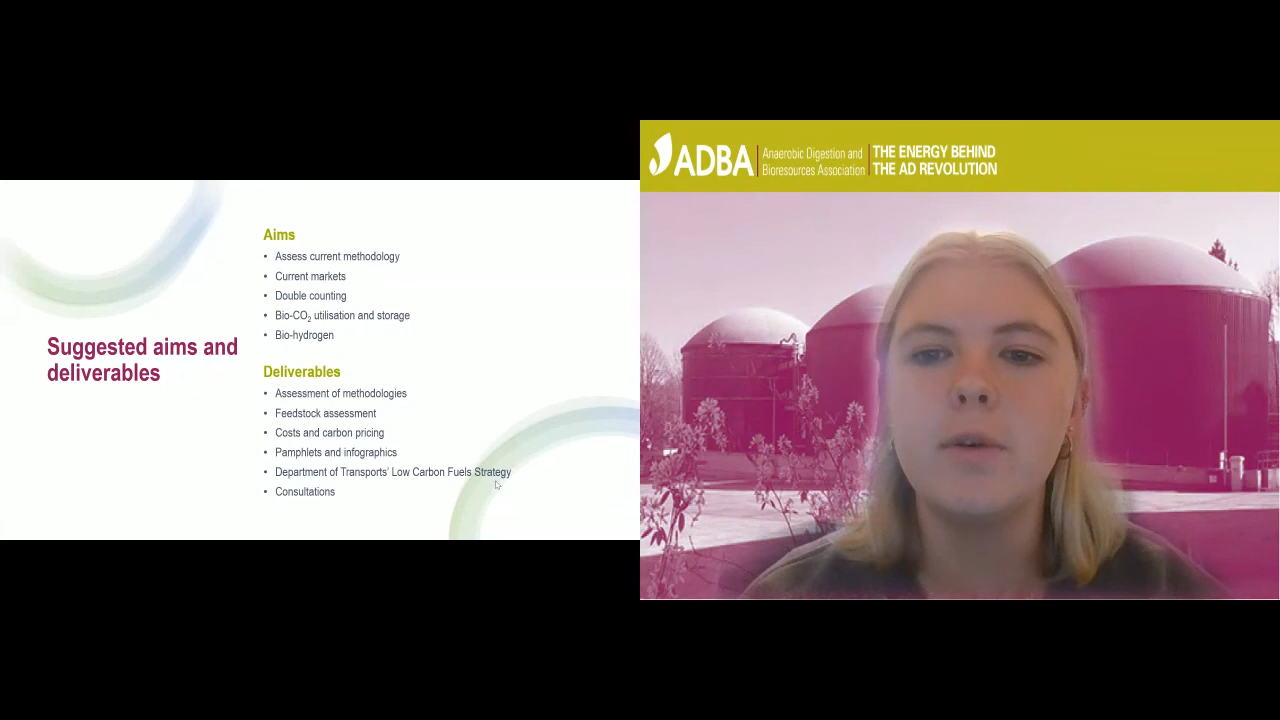 Suggested aims and
deliverables
Aims
• Assess current methodology
• Current markets
• Double counting
• Bio-CO₂ utilisation and storage
• Bio-hydrogen
Deliverables
• Assessment of methodologies
• Feedstock assessment
• Costs and carbon pricing
• Pamphlets and infographics
• Department of Transports’ Low Carbon Fuels Strategy
• Consultations
ADBA
Anaerobic Digestion and
Bioresources Association
THE ENERGY BEHIND
THE AD REVOLUTION